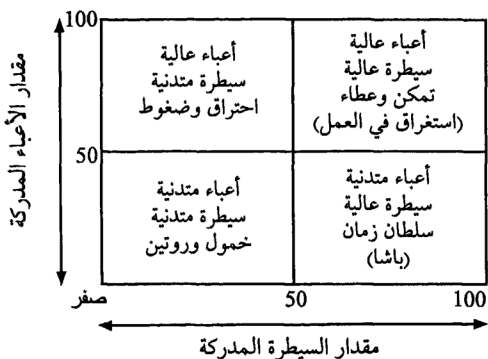 مقدار الأعباء المدركة
100
50
صفر
أعباء عالية
سيطرة عالية
تمكن وعطاء
(استغراق في العمل)
أعباء عالية
سيطرة متدنية
احتراق وضغوط
أعباء متدنية
سيطرة عالية
سلطان زمان
(باشا)
أعباء متدنية
سيطرة متدنية
خمول وروتين
50
100
مقدار السيطرة المدركة